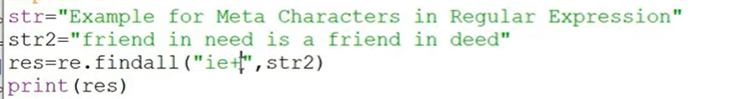 str="Example for Meta Characters in Regular Expression"
str2="friend in need is a friend in deed"
res=re.findall("ie+",str2)
print(res)